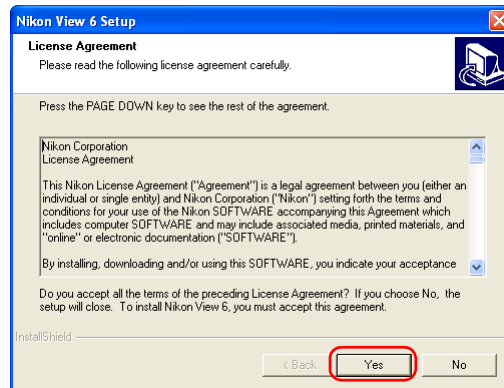 Nikon View 6 Setup
License Agreement
Please read the following license agreement carefully.
Press the PAGE DOWN key to see the rest of the agreement.
Nikon Corporation
License Agreement
This Nikon License Agreement ("Agreement") is a legal agreement between you (either an
individual or single entity) and Nikon Corporation ("Nikon") setting forth the terms and
conditions for your use of the Nikon SOFTWARE accompanying this Agreement which
includes computer SOFTWARE and may include associated media, printed materials, and
"online" or electronic documentation ("SOFTWARE").
By installing, downloading and/or using this SOFTWARE, you indicate your acceptance
Do you accept all the terms of the preceding License Agreement? If you choose No, the
setup will close. To install Nikon View 6, you must accept this agreement.
InstallShield
< Back Yes No